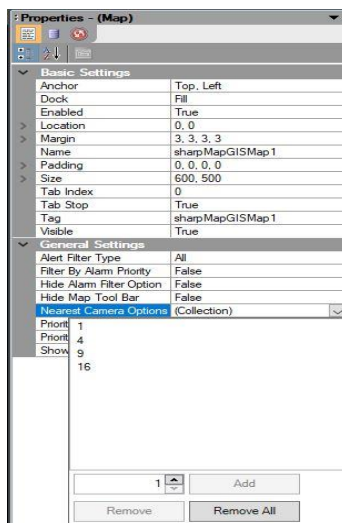 Properties - (Map)
Basic Settings
Anchor Top, Left
Dock Fill
Enabled True
Location 0, 0
Margin 3, 3, 3, 3
Name sharpMapGISMap1
Padding 0, 0, 0, 0
Size 600, 500
Tab Index 0
Tab Stop True
Tag sharpMapGISMap1
Visible True
General Settings
Alert Filter Type All
Filter By Alarm Priority False
Hide Alarm Filter Option False
Hide Map Tool Bar False
Nearest Camera Options (Collection)
Priorit
Priorit
Show
1
4
9
16
1 Add
Remove Remove All